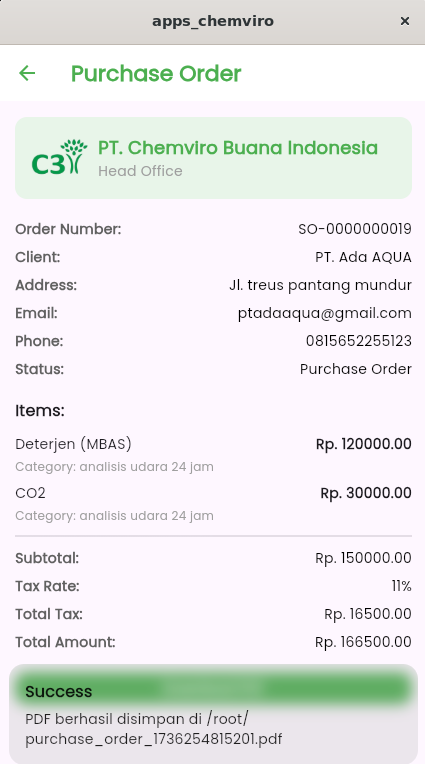 apps_chemviro ×
Purchase Order
C3 PT. Chemviro Buana Indonesia
Head Office
Order Number: SO-0000000019
Client: PT. Ada AQUA
Address: Jl. treus pantang mundur
Email: ptadaaqua@gmail.com
Phone: 0815652255123
Status: Purchase Order
Items:
Deterjen (MBAS) Rp. 120000.00
Category: analisis udara 24 jam
CO2 Rp. 30000.00
Category: analisis udara 24 jam
Subtotal: Rp. 150000.00
Tax Rate: 11%
Total Tax: Rp. 16500.00
Total Amount: Rp. 166500.00
Success
PDF berhasil disimpan di /root/
purchase_order_1736254815201.pdf